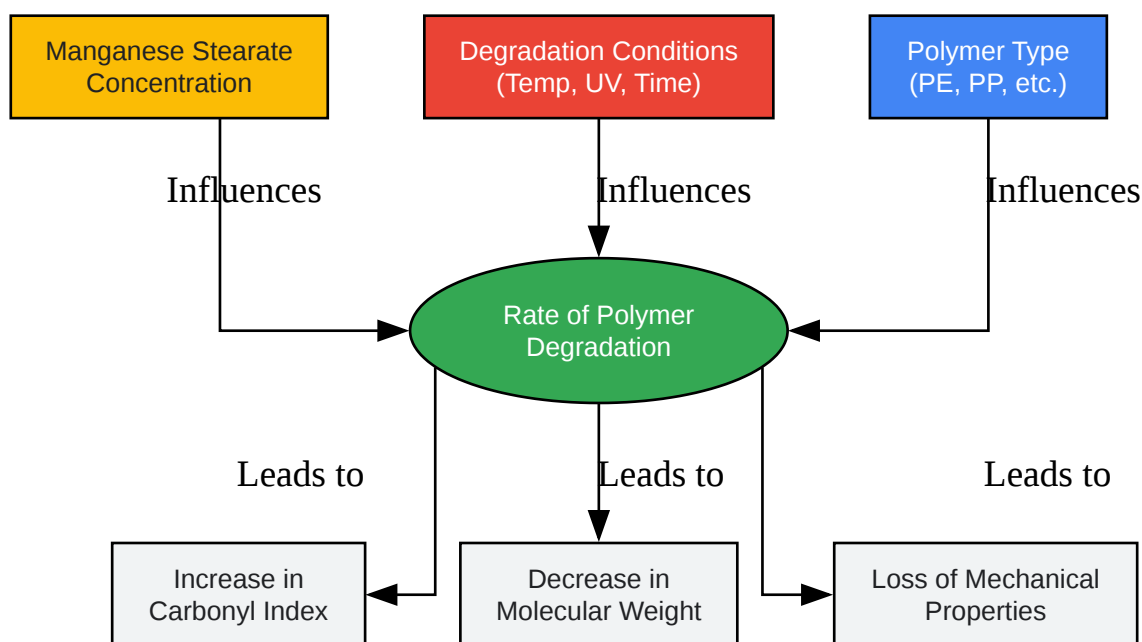 Manganese Stearate
Concentration
Degradation Conditions
(Temp, UV, Time)
Polymer Type
(PE, PP, etc.)
Influences
Influences
Influences
Rate of Polymer
Degradation
Leads to
Leads to
Leads to
Increase in
Carbonyl Index
Decrease in
Molecular Weight
Loss of Mechanical
Properties